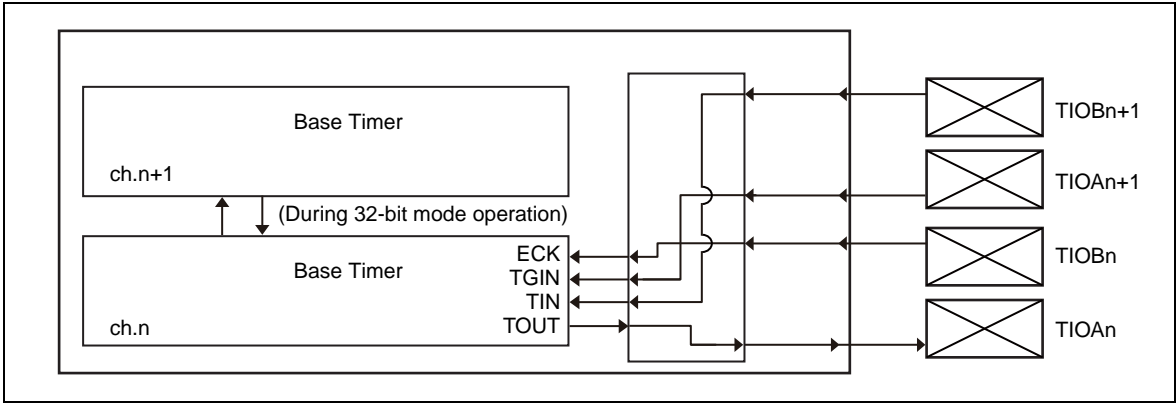 Base Timer
ch.n+1
(During 32-bit mode operation)
Base Timer
ch.n
ECK
TGIN
TIN
TOUT
TIOBn+1
TIOAn+1
TIOBn
TIOAn